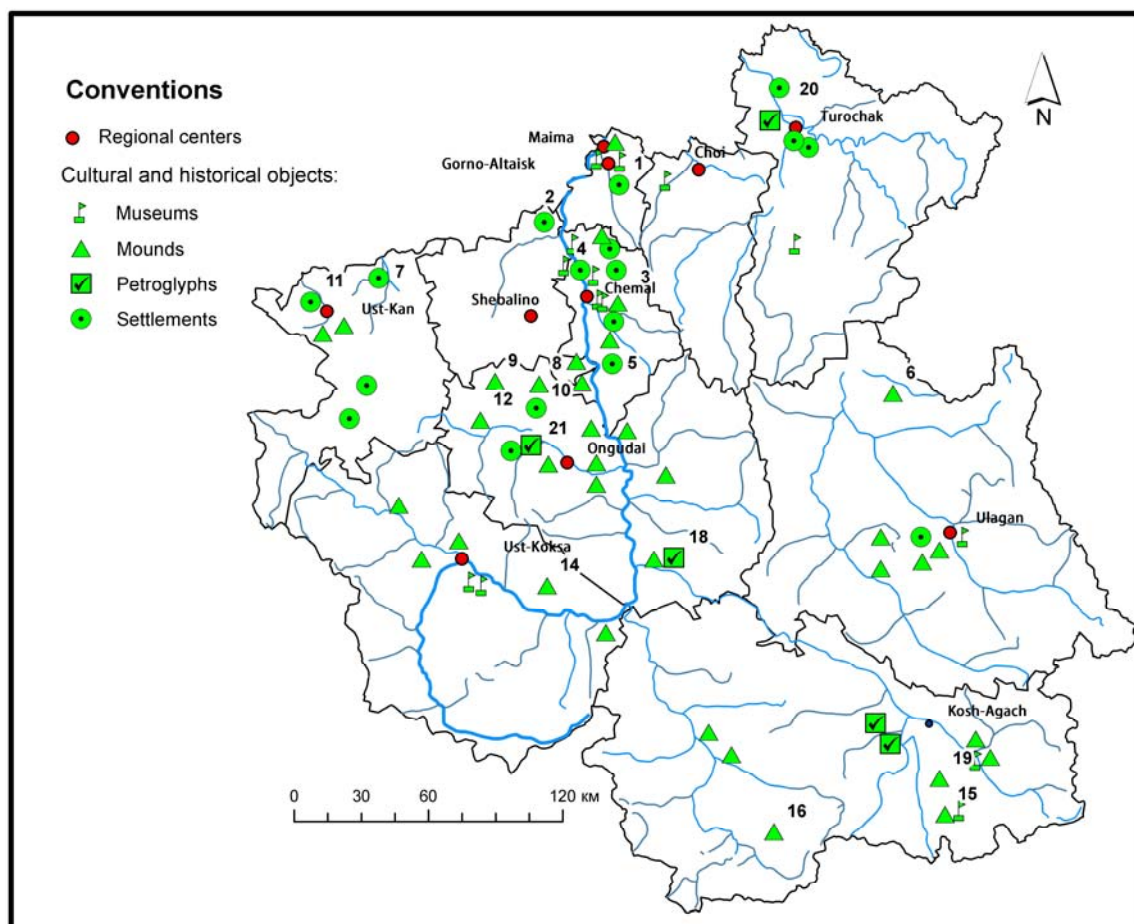 Conventions
Regional centers
Cultural and historical objects:
Museums
Mounds
Petroglyphs
Settlements
N
20
Turochak
Maima
Choi
Gorno-Altaisk
1
2
4
3
11
7
Chemal
Ust-Kan
Shebalino
9
8
5
6
10
12
21
Ongudai
Ulagan
18
Ust-Koksa
14
Kosh-Agach
19
0 30 60 120 км
15
16